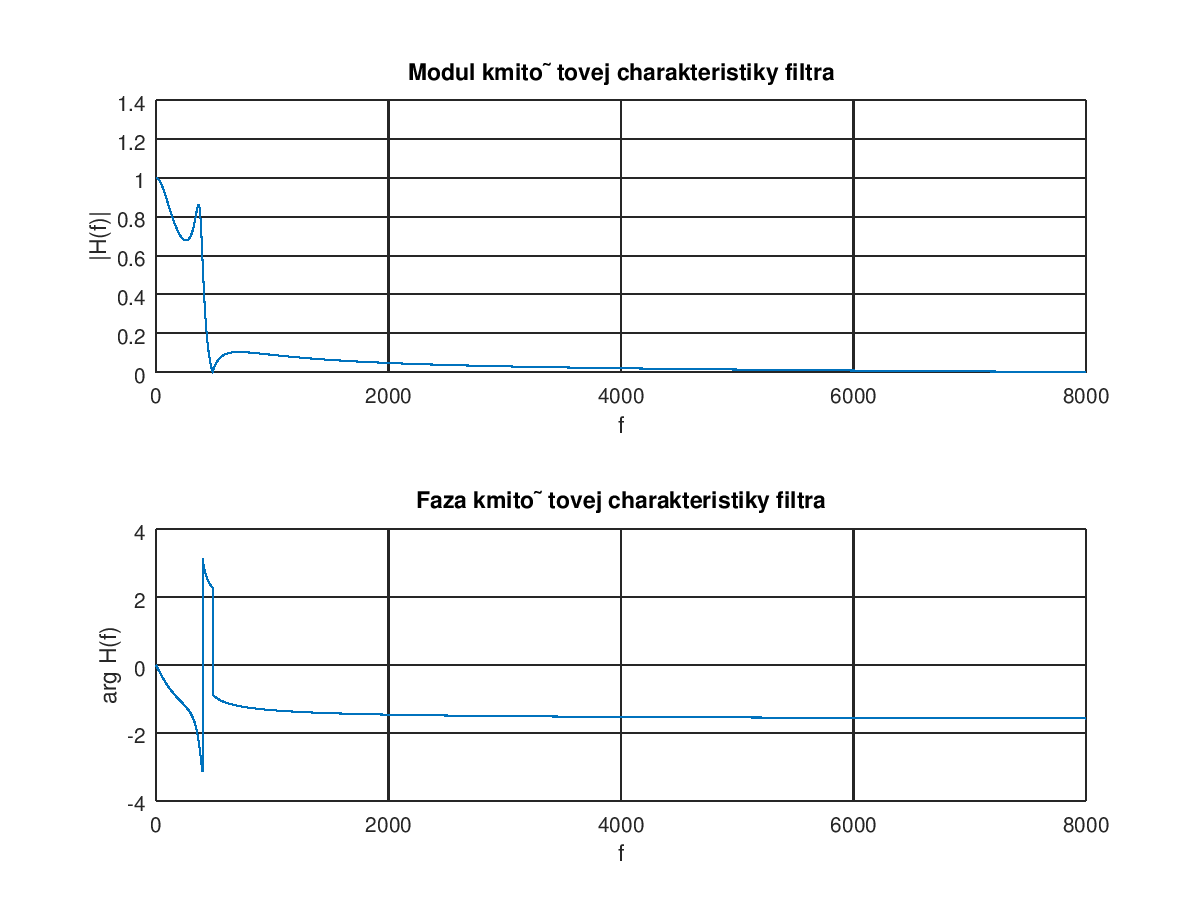 Modul kmito˜ tovej charakteristiky filtra
1.4
1.2
1
0.8
0.6
0.4
0.2
0
|H(f)|
0 2000 4000 6000 8000
f
Faza kmito˜ tovej charakteristiky filtra
4
2
0
-2
-4
arg H(f)
0 2000 4000 6000 8000
f